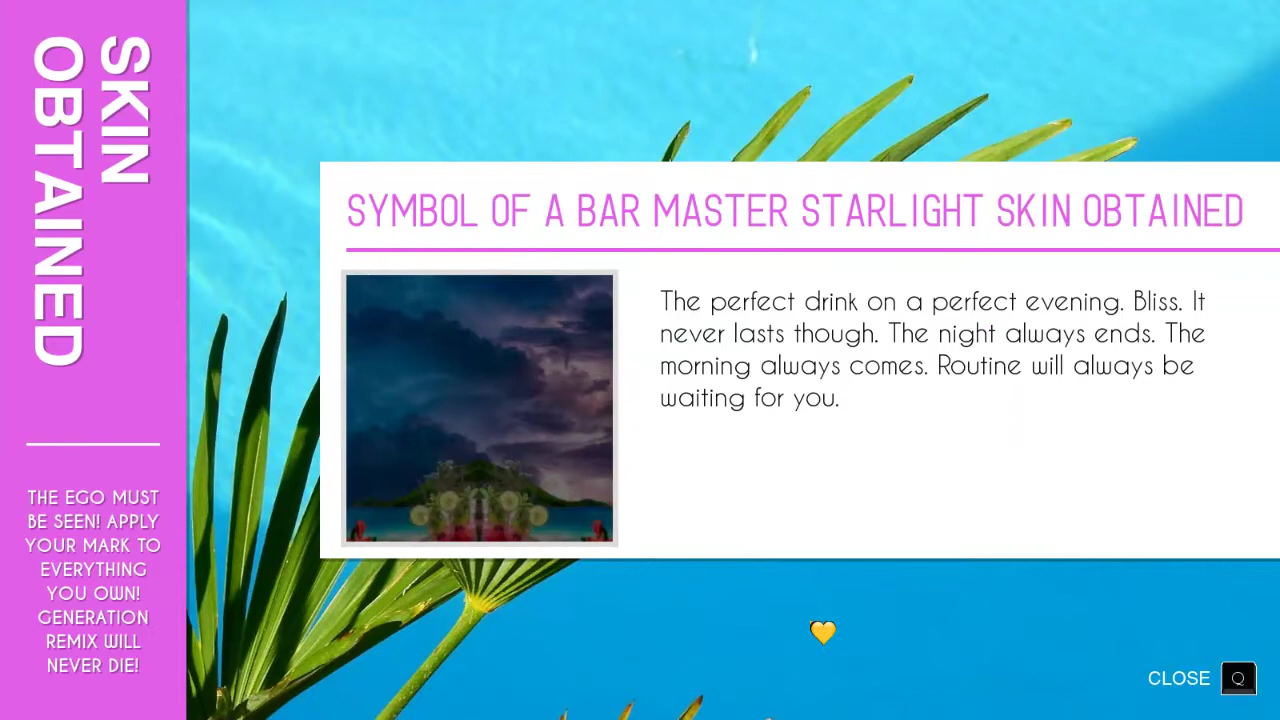 SKIN
OBTAINED
THE EGO MUST
BE SEEN! APPLY
YOUR MARK TO
EVERYTHING
YOU OWN!
GENERATION
REMIX WILL
NEVER DIE!
SYMBOL OF A BAR MASTER STARLIGHT SKIN OBTAINED
The perfect drink on a perfect evening. Bliss. It
never lasts though. The night always ends. The
morning always comes. Routine will always be
waiting for you.
CLOSE Q